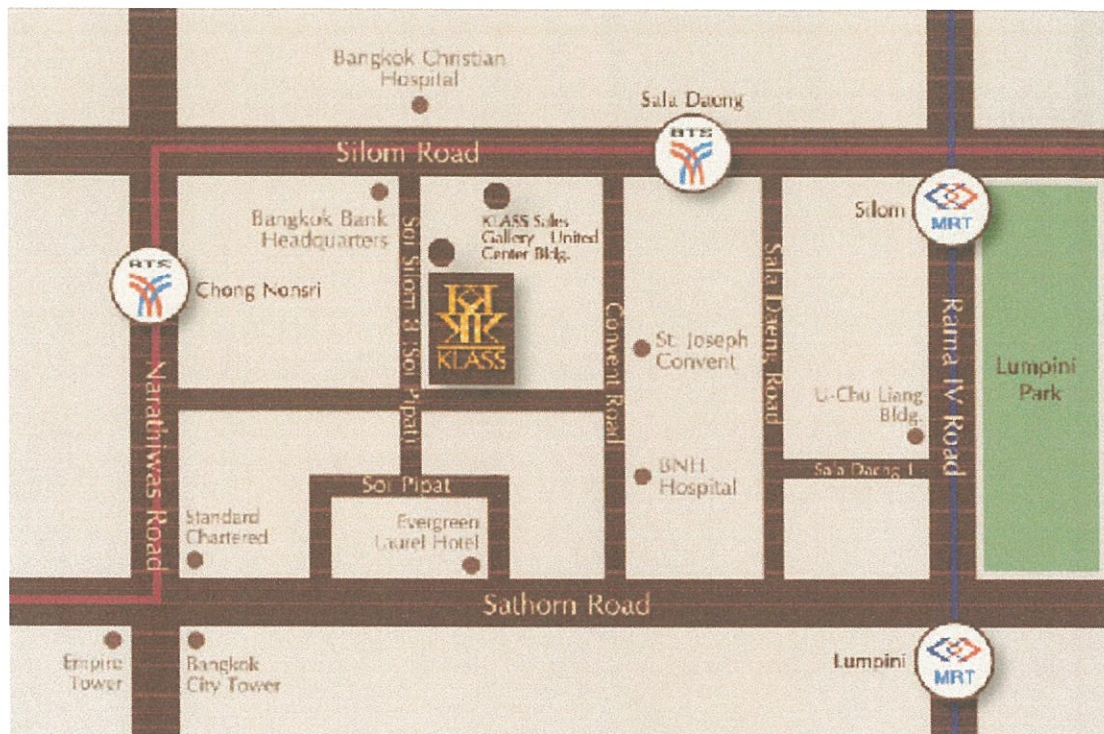 Bangkok Christian
Hospital
Sala Daeng
BTS
Silom Road
Bangkok Bank
Headquarters
Soi Silom 3 (Soi Pipat)
KLASS Sales
Gallery United
Center Bldg.
Silom
MRT
BTS
Chong Nonsri
KLASS
Convent Road
St. Joseph
Convent
Sala Daeng Road
U-Chu Liang
Bldg.
Rama IV Road
Lumpini
Park
Narathiwas Road
Soi Pipat
BNH
Hospital
Sala Daeng 1
Standard
Chartered
Evergreen
Laurel Hotel
Sathorn Road
Empire
Tower
Bangkok
City Tower
Lumpini
MRT